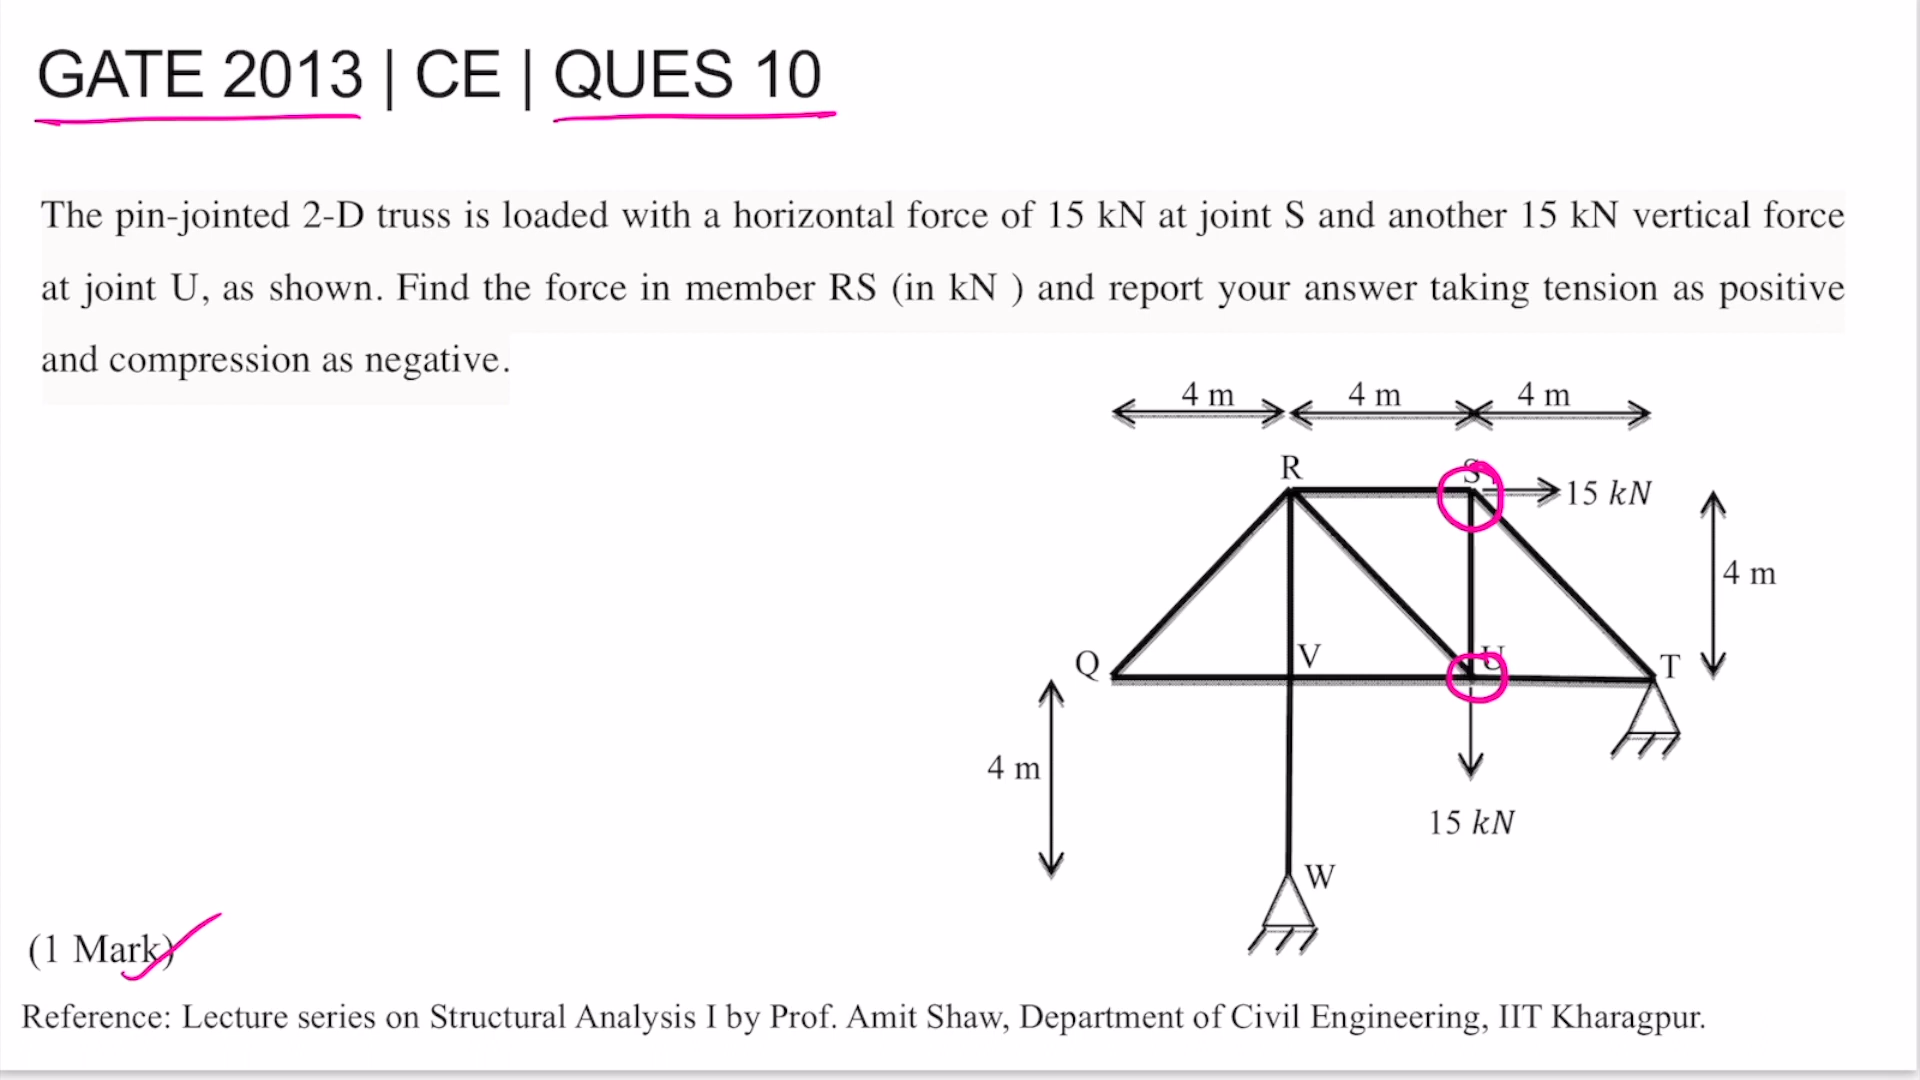 GATE 2013 | CE | QUES 10
The pin-jointed 2-D truss is loaded with a horizontal force of 15 kN at joint S and another 15 kN vertical force
at joint U, as shown. Find the force in member RS (in kN ) and report your answer taking tension as positive
and compression as negative.
4 m 4 m 4 m
R S
15 kN
4 m
Q V U T
4 m
15 kN
W
(1 Mark)
Reference: Lecture series on Structural Analysis I by Prof. Amit Shaw, Department of Civil Engineering, IIT Kharagpur.